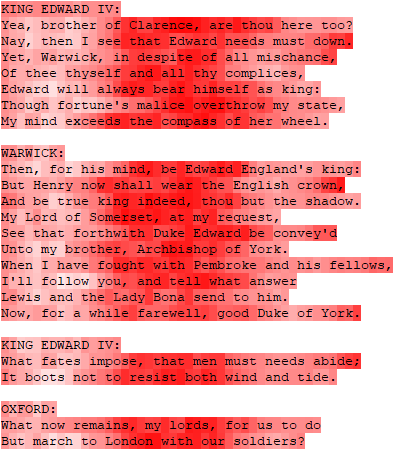 KING EDWARD IV:
Yea, brother of Clarence, are thou here too?
Nay, then I see that Edward needs must down.
Yet, Warwick, in despite of all mischance,
Of thee thyself and all thy complices,
Edward will always bear himself as king:
Though fortune's malice overthrow my state,
My mind exceeds the compass of her wheel.

WARWICK:
Then, for his mind, be Edward England's king:
But Henry now shall wear the English crown,
And be true king indeed, thou but the shadow.
My Lord of Somerset, at my request,
See that forthwith Duke Edward be convey'd
Unto my brother, Archbishop of York.
When I have fought with Pembroke and his fellows,
I'll follow you, and tell what answer
Lewis and the Lady Bona send to him.
Now, for a while farewell, good Duke of York.

KING EDWARD IV:
What fates impose, that men must needs abide;
It boots not to resist both wind and tide.

OXFORD:
What now remains, my lords, for us to do
But march to London with our soldiers?